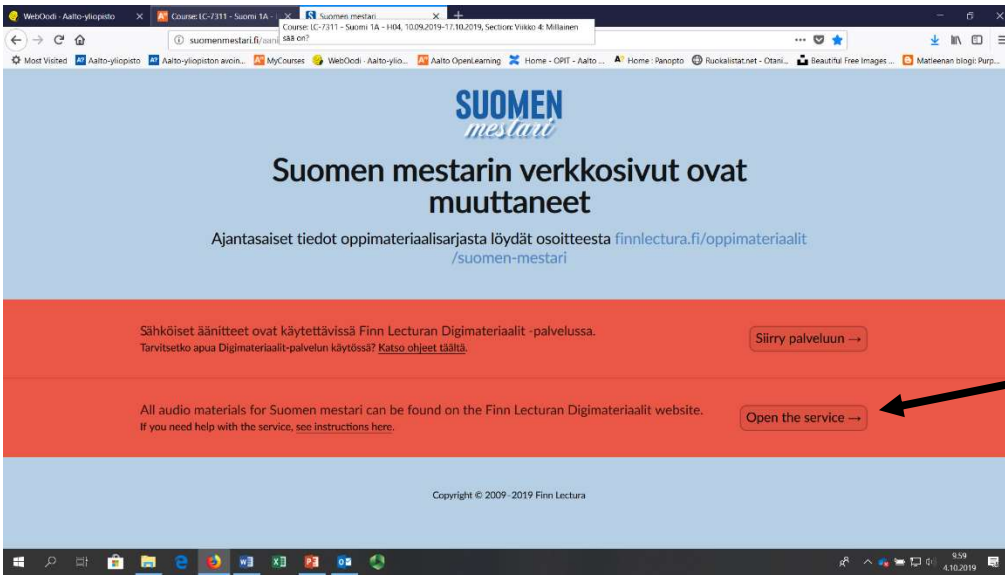 WebOodi - Aalto-yliopisto
Course: LC-7311 - Suomi 1A -
Suomen mestari
Course: LC-7311 - Suomi 1A - H04, 10.09.2019-17.10.2019, Section: Viikko 4: Millainen
sää on?
suomenmestari.fi/aani
Most Visited
Aalto-yliopisto
Aalto-yliopiston avoin...
MyCourses
WebOodi - Aalto-ylio...
Aalto OpenLearning
Home - OPIT - Aalto ...
Home : Panopto
Ruokalistat.net - Otani...
Beautiful Free Images ...
Matleenan blogi: Purp...
SUOMEN
mestari
Suomen mestarin verkkosivut ovat
muuttaneet
Ajantasaiset tiedot oppimateriaalisarjasta löydät osoitteesta finnlectura.fi/oppimateriaalit
/suomen-mestari
Sähköiset äänitteet ovat käytettävissä Finn Lecturan Digimateriaalit -palvelussa.
Tarvitsetko apua Digimateriaalit-palvelun käytössä? Katso ohjeet täältä.
Siirry palveluun →
All audio materials for Suomen mestari can be found on the Finn Lecturan Digimateriaalit website.
If you need help with the service, see instructions here.
Open the service →
Copyright © 2009-2019 Finn Lectura
9.59
4.10.2019